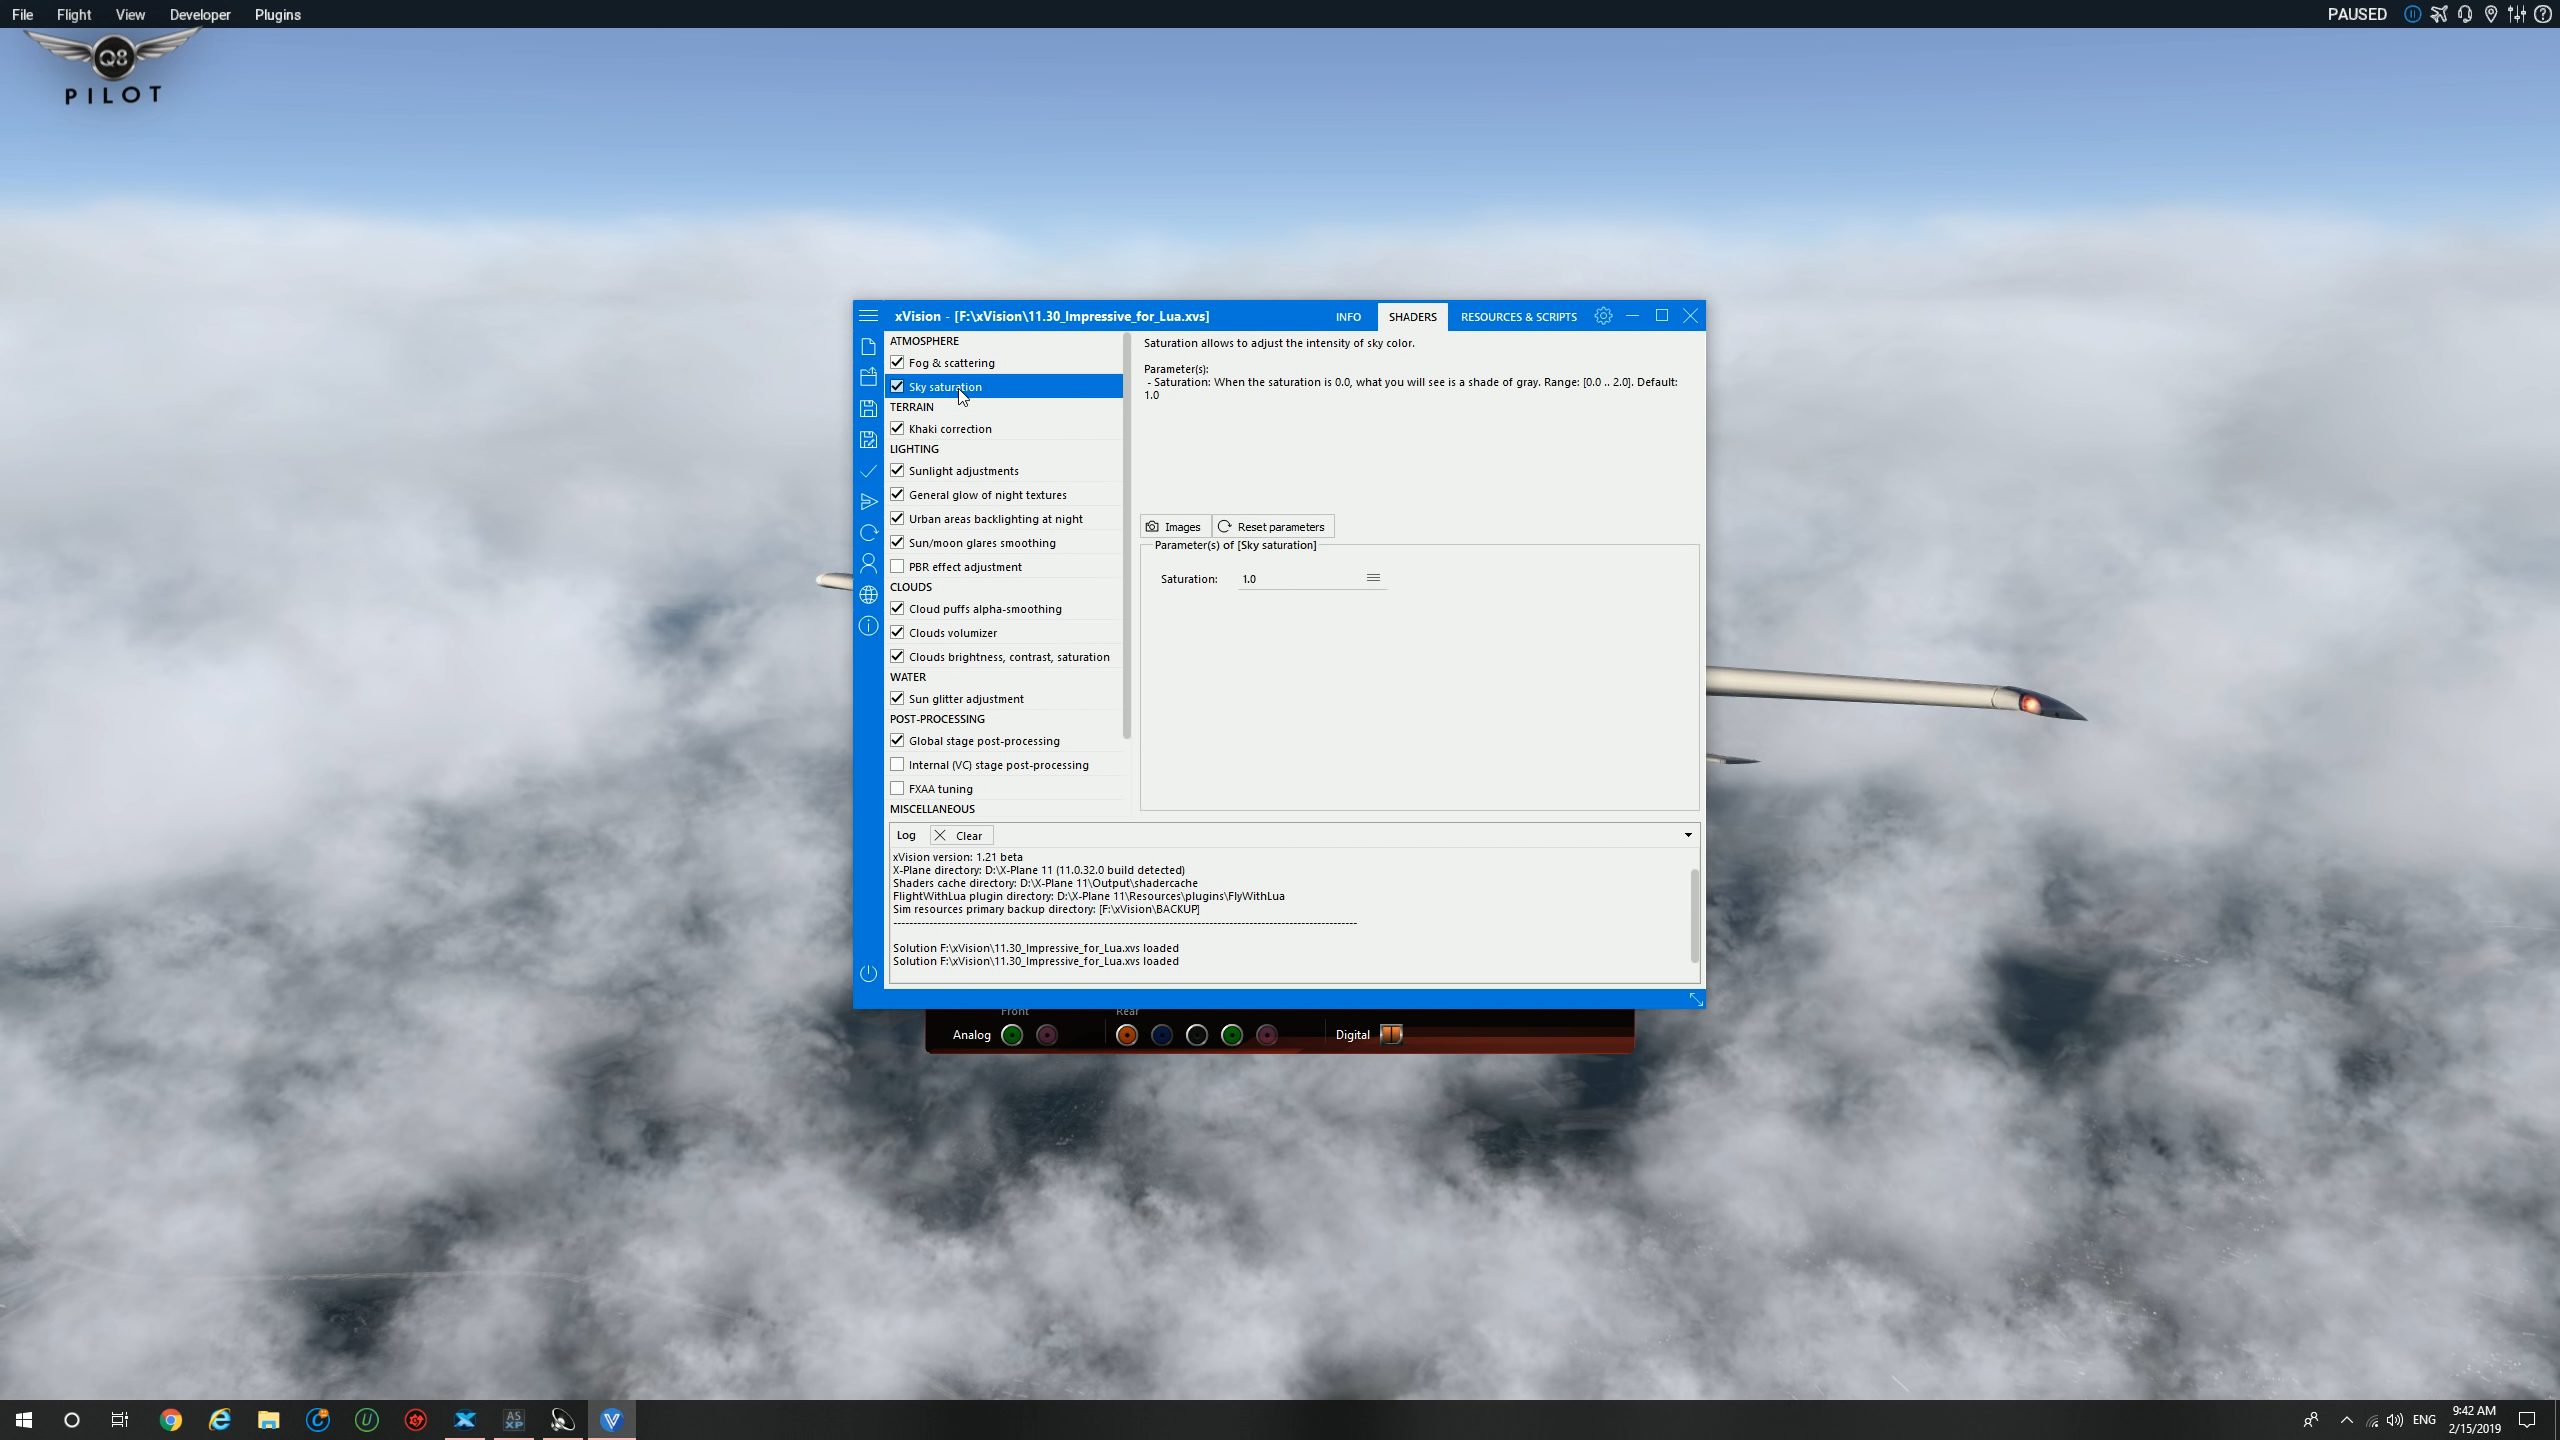 File Flight View Developer Plugins
PAUSED
Q8
PILOT
xVision - [F:\xVision\11.30_Impressive_for_Lua.xvs]
INFO SHADERS RESOURCES & SCRIPTS
ATMOSPHERE
Fog & scattering
Sky saturation
TERRAIN
Khaki correction
LIGHTING
Sunlight adjustments
General glow of night textures
Urban areas backlighting at night
Sun/moon glares smoothing
PBR effect adjustment
CLOUDS
Cloud puffs alpha-smoothing
Clouds volumizer
Clouds brightness, contrast, saturation
WATER
Sun glitter adjustment
POST-PROCESSING
Global stage post-processing
Internal (VC) stage post-processing
FXAA tuning
MISCELLANEOUS
Saturation allows to adjust the intensity of sky color.
Parameter(s):
- Saturation: When the saturation is 0.0, what you will see is a shade of gray. Range: [0.0 .. 2.0]. Default:
1.0
Images Reset parameters
Parameter(s) of [Sky saturation]
Saturation: 1.0
Log Clear
xVision version: 1.21 beta
X-Plane directory: D:\X-Plane 11 (11.0.32.0 build detected)
Shaders cache directory: D:\X-Plane 11\Output\shadercache
FlightWithLua plugin directory: D:\X-Plane 11\Resources\plugins\FlyWithLua
Sim resources primary backup directory: [F:\xVision\BACKUP]
Solution F:\xVision\11.30_Impressive_for_Lua.xvs loaded
Solution F:\xVision\11.30_Impressive_for_Lua.xvs loaded
Front Rear
Analog Digital
AS
XP
ENG
9:42 AM
2/15/2019